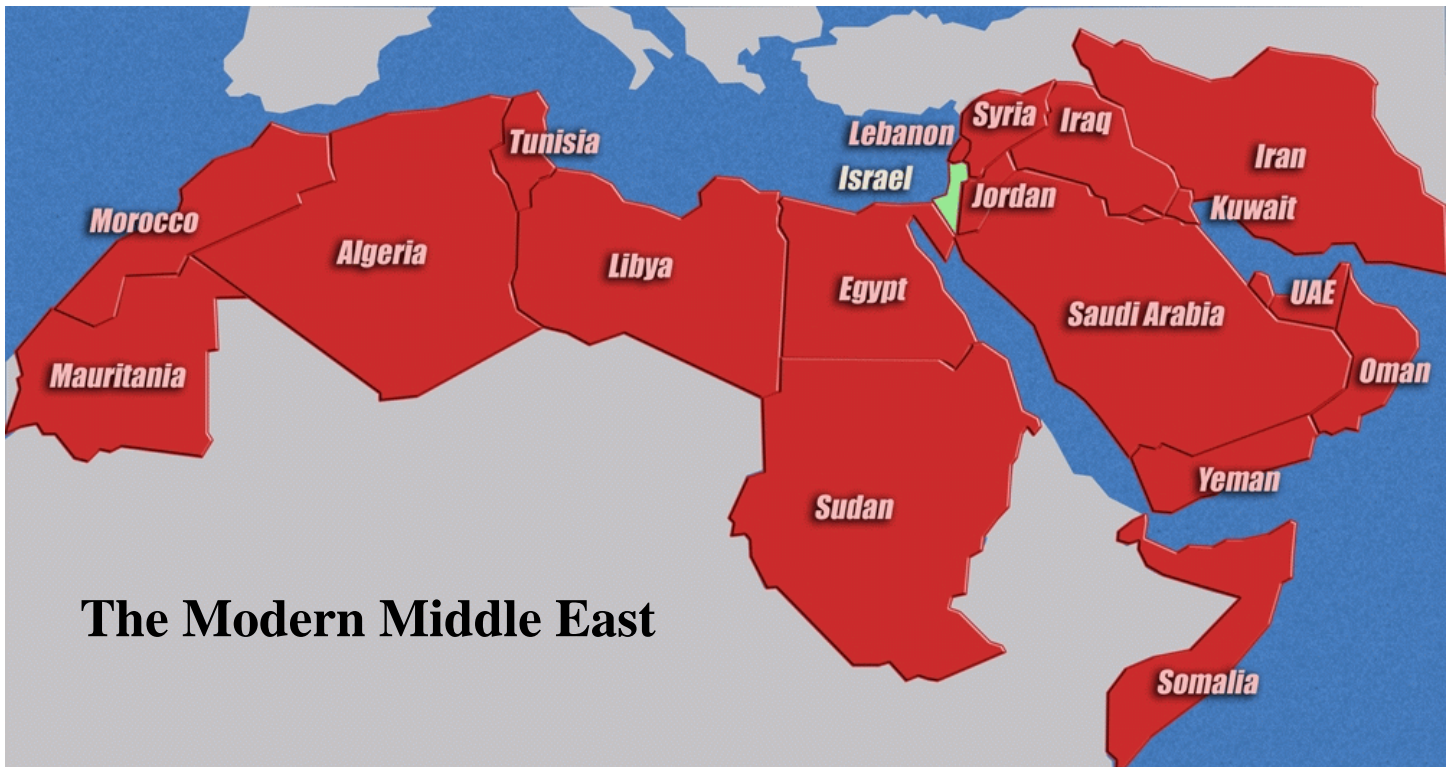 Tunisia
Syria
Iraq
Lebanon
Iran
Israel
Jordan
Kuwait
Morocco
Algeria
Libya
Egypt
UAE
Saudi Arabia
Mauritania
Oman
Yeman
Sudan
The Modern Middle East
Somalia